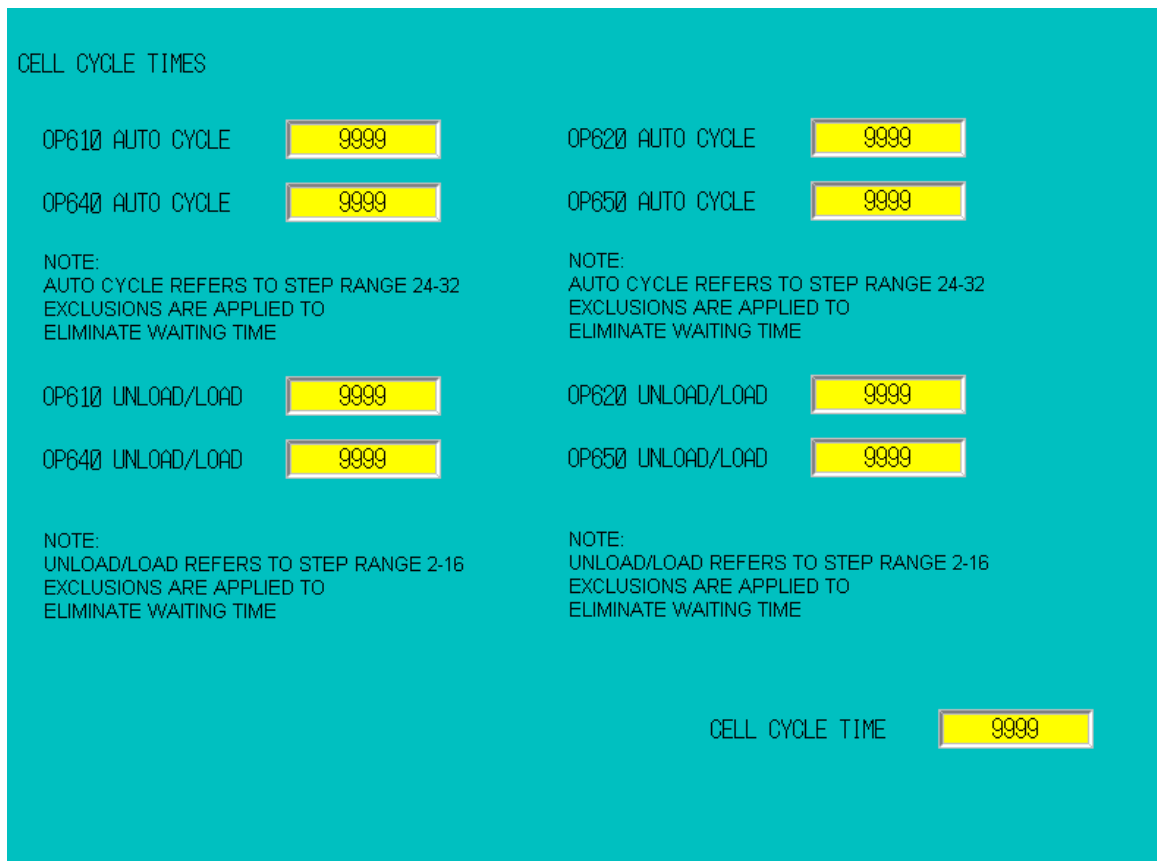 CELL CYCLE TIMES
OP610 AUTO CYCLE 9999
OP640 AUTO CYCLE 9999
NOTE:
AUTO CYCLE REFERS TO STEP RANGE 24-32
EXCLUSIONS ARE APPLIED TO
ELIMINATE WAITING TIME
OP610 UNLOAD/LOAD 9999
OP640 UNLOAD/LOAD 9999
NOTE:
UNLOAD/LOAD REFERS TO STEP RANGE 2-16
EXCLUSIONS ARE APPLIED TO
ELIMINATE WAITING TIME
OP620 AUTO CYCLE 9999
OP650 AUTO CYCLE 9999
NOTE:
AUTO CYCLE REFERS TO STEP RANGE 24-32
EXCLUSIONS ARE APPLIED TO
ELIMINATE WAITING TIME
OP620 UNLOAD/LOAD 9999
OP650 UNLOAD/LOAD 9999
NOTE:
UNLOAD/LOAD REFERS TO STEP RANGE 2-16
EXCLUSIONS ARE APPLIED TO
ELIMINATE WAITING TIME
CELL CYCLE TIME 9999